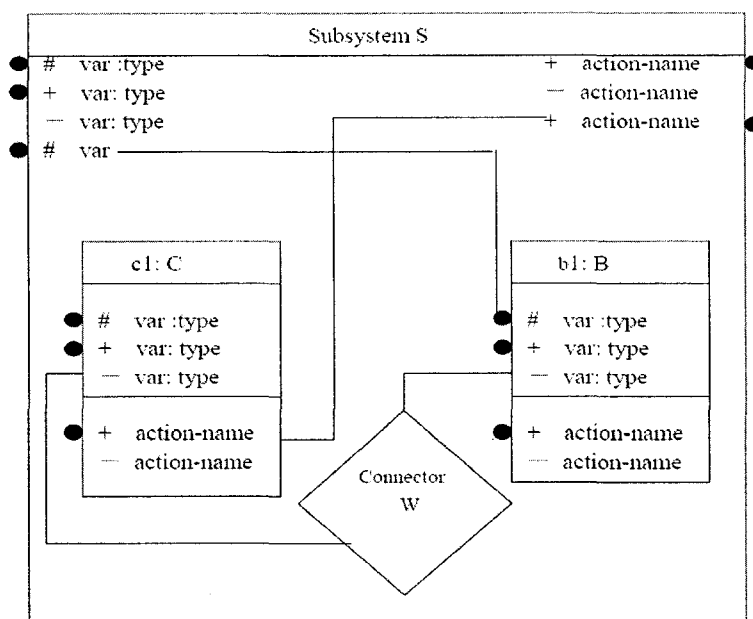 Subsystem S
# var :type + action-name
+ var: type — action-name
— var: type + action-name
# var
c1: C
# var :type
+ var: type
— var: type
+ action-name
— action-name
b1: B
# var :type
+ var: type
— var: type
+ action-name
— action-name
Connector
W